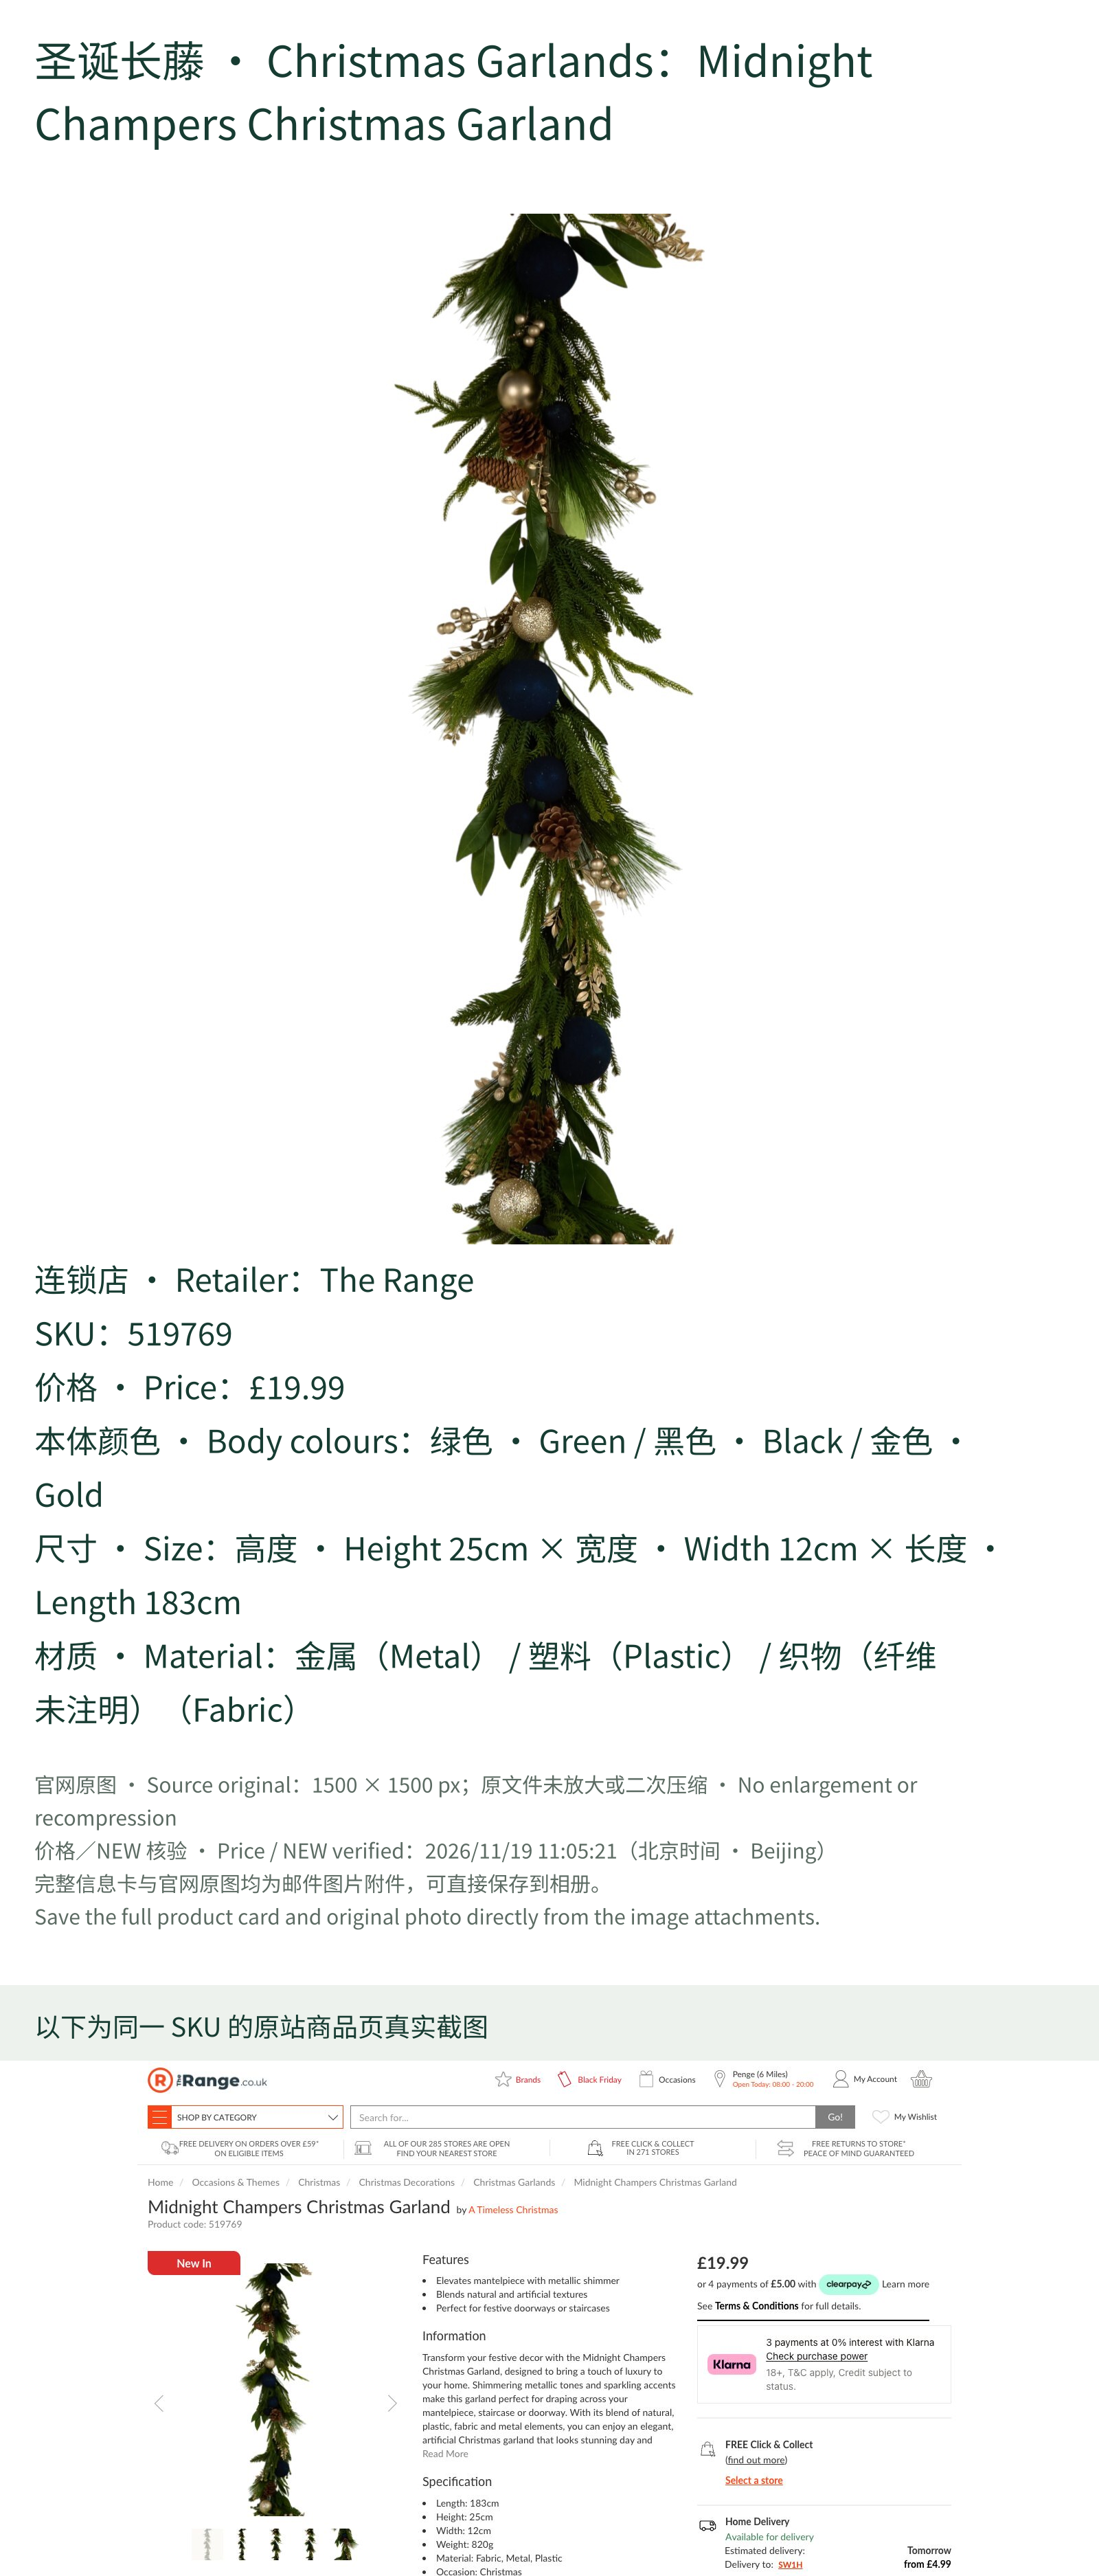 圣诞长藤 · Christmas Garlands：Midnight
Champers Christmas Garland
连锁店 · Retailer：The Range
SKU：519769
价格 · Price：£19.99
本体颜色 · Body colours：绿色 · Green / 黑色 · Black / 金色 ·
Gold
尺寸 · Size：高度 · Height 25cm × 宽度 · Width 12cm × 长度 ·
Length 183cm
材质 · Material：金属（Metal） / 塑料（Plastic） / 织物（纤维
未注明）（Fabric）
官网原图 · Source original：1500 × 1500 px；原文件未放大或二次压缩 · No enlargement or
recompression
价格／NEW 核验 · Price / NEW verified：2026/11/19 11:05:21（北京时间 · Beijing）
完整信息卡与官网原图均为邮件图片附件，可直接保存到相册。
Save the full product card and original photo directly from the image attachments.
以下为同一 SKU 的原站商品页真实截图
R THE Range.co.uk
Brands
Black Friday
Occasions
Penge (6 Miles)
Open Today: 08:00 - 20:00
My Account
SHOP BY CATEGORY
Search for...
Go!
My Wishlist
FREE DELIVERY ON ORDERS OVER £59*
ON ELIGIBLE ITEMS
ALL OF OUR 285 STORES ARE OPEN
FIND YOUR NEAREST STORE
FREE CLICK & COLLECT
IN 271 STORES
FREE RETURNS TO STORE*
PEACE OF MIND GUARANTEED
Home / Occasions & Themes / Christmas / Christmas Decorations / Christmas Garlands / Midnight Champers Christmas Garland
Midnight Champers Christmas Garland by A Timeless Christmas
Product code: 519769
New In
Features
• Elevates mantelpiece with metallic shimmer
• Blends natural and artificial textures
• Perfect for festive doorways or staircases
Information
Transform your festive decor with the Midnight Champers
Christmas Garland, designed to bring a touch of luxury to
your home. Shimmering metallic tones and sparkling accents
make this garland perfect for draping across your
mantelpiece, staircase or doorway. With its blend of natural,
plastic, fabric and metal elements, you can enjoy an elegant,
artificial Christmas garland that looks stunning day and
Read More
Specification
• Length: 183cm
• Height: 25cm
• Width: 12cm
• Weight: 820g
• Material: Fabric, Metal, Plastic
• Occasion: Christmas
£19.99
or 4 payments of £5.00 with clearpay Learn more
See Terms & Conditions for full details.
Klarna
3 payments at 0% interest with Klarna
Check purchase power
18+, T&C apply, Credit subject to
status.
FREE Click & Collect
(find out more)
Select a store
Home Delivery
Available for delivery
Estimated delivery: Tomorrow
Delivery to: SW1H from £4.99